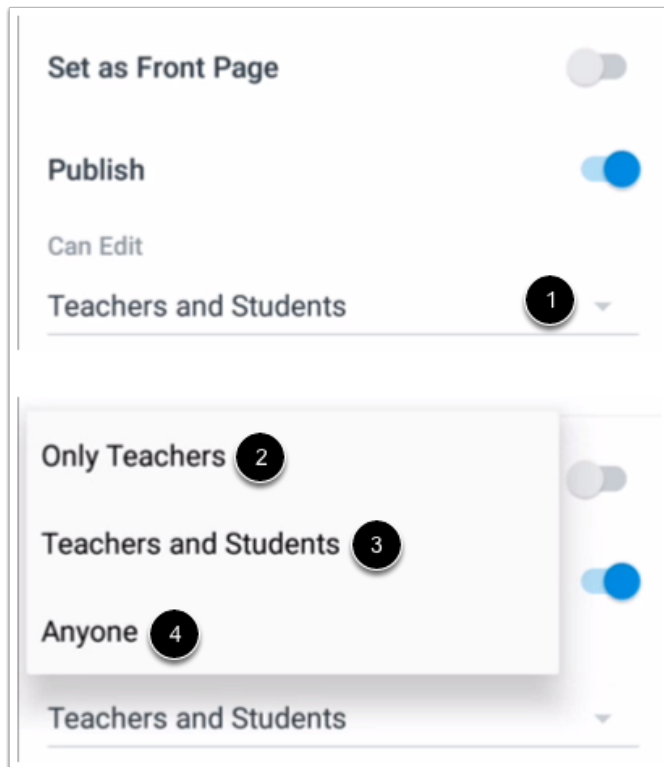 Set as Front Page
Publish
Can Edit
Teachers and Students 1
Only Teachers 2
Teachers and Students 3
Anyone 4
Teachers and Students